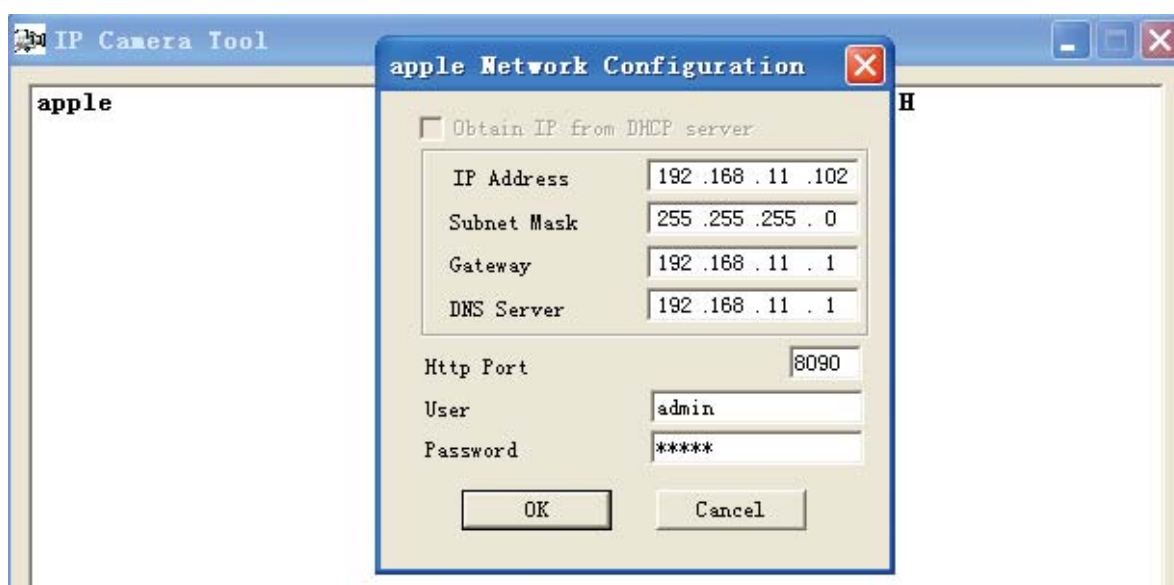 IP Camera Tool
apple Network Configuration
apple
H
Obtain IP from DHCP server
IP Address 192 .168 . 11 .102
Subnet Mask 255 .255 .255 . 0
Gateway 192 .168 . 11 . 1
DNS Server 192 .168 . 11 . 1
Http Port 8090
User admin
Password *****
OK Cancel